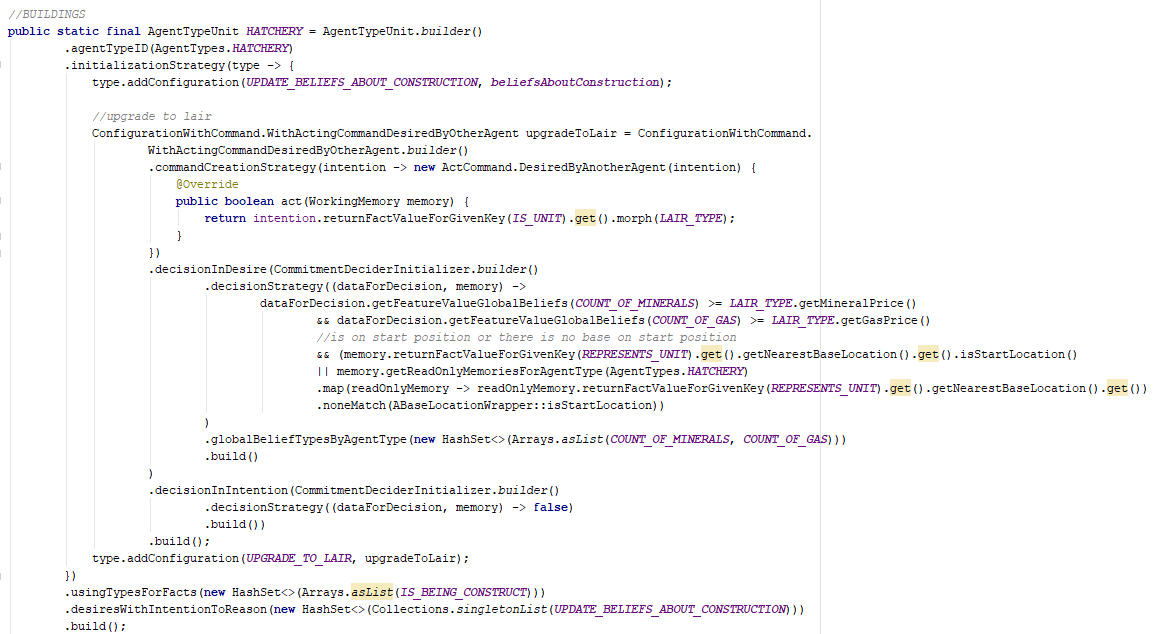 //BUILDINGS
public static final AgentTypeUnit HATCHERY = AgentTypeUnit.builder()
.agentTypeID(AgentTypes.HATCHERY)
.initializationStrategy(type -> {
type.addConfiguration(UPDATE_BELIEFS_ABOUT_CONSTRUCTION, beliefsAboutConstruction);
//upgrade to lair
ConfigurationWithCommand.WithActingCommandDesiredByOtherAgent upgradeToLair = ConfigurationWithCommand.
WithActingCommandDesiredByOtherAgent.builder()
.commandCreationStrategy(intention -> new ActCommand.DesiredByAnotherAgent(intention) {
@Override
public boolean act(WorkingMemory memory) {
return intention.returnFactValueForGivenKey(IS_UNIT).get().morph(LAIR_TYPE);
}
})
.decisionInDesire(CommitmentDeciderInitializer.builder()
.decisionStrategy((dataForDecision, memory) ->
dataForDecision.getFeatureValueGlobalBeliefs(COUNT_OF_MINERALS) >= LAIR_TYPE.getMineralPrice()
&& dataForDecision.getFeatureValueGlobalBeliefs(COUNT_OF_GAS) >= LAIR_TYPE.getGasPrice()
//is on start position or there is no base on start position
&& (memory.returnFactValueForGivenKey(REPRESENTS_UNIT).get().getNearestBaseLocation().get().isStartLocation()
|| memory.getReadOnlyMemoriesForAgentType(AgentTypes.HATCHERY)
.map(readOnlyMemory -> readOnlyMemory.returnFactValueForGivenKey(REPRESENTS_UNIT).get().getNearestBaseLocation().get())
.noneMatch(ABaseLocationWrapper::isStartLocation))
)
.globalBeliefTypesByAgentType(new HashSet<>(Arrays.asList(COUNT_OF_MINERALS, COUNT_OF_GAS)))
.build()
)
.decisionInIntention(CommitmentDeciderInitializer.builder()
.decisionStrategy((dataForDecision, memory) -> false)
.build())
.build();
type.addConfiguration(UPGRADE_TO_LAIR, upgradeToLair);
})
.usingTypesForFacts(new HashSet<>(Arrays.asList(IS_BEING_CONSTRUCT)))
.desiresWithIntentionToReason(new HashSet<>(Collections.singletonList(UPDATE_BELIEFS_ABOUT_CONSTRUCTION)))
.build();